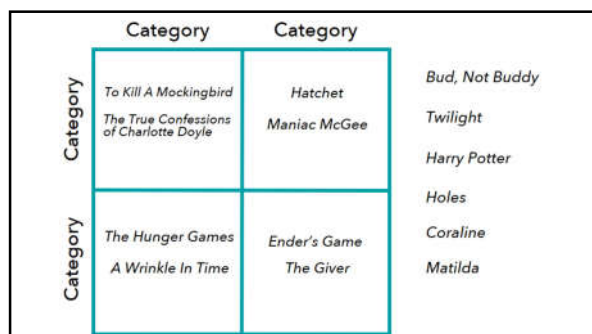 Category
Category
Category
To Kill A Mockingbird
The True Confessions
of Charlotte Doyle
Hatchet
Maniac McGee
Category
The Hunger Games
A Wrinkle In Time
Ender's Game
The Giver
Bud, Not Buddy
Twilight
Harry Potter
Holes
Coraline
Matilda